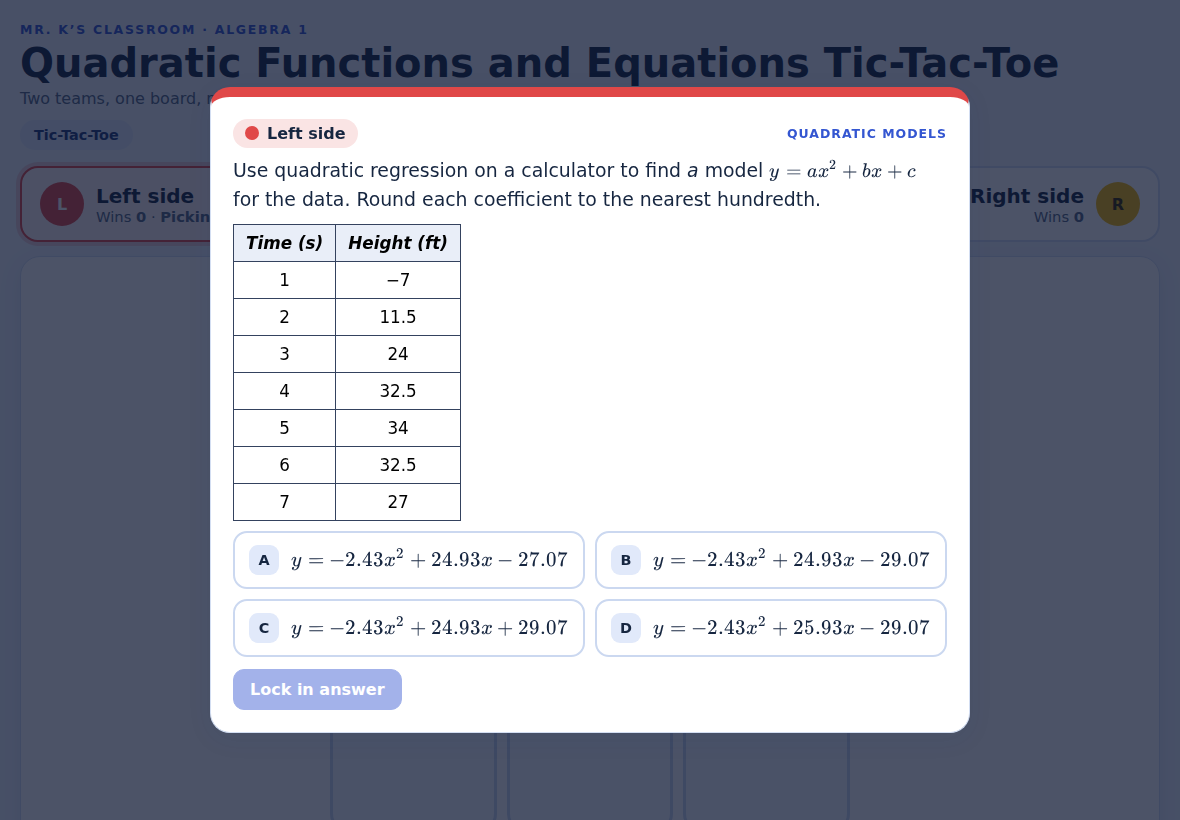 MR. K'S CLASSROOM · ALGEBRA 1
Quadratic Functions and Equations Tic-Tac-Toe
Two teams, one board,
Tic-Tac-Toe
L
Left side
Wins 0 · Pickin
Right side
Wins 0
R
Left side
QUADRATIC MODELS
Use quadratic regression on a calculator to find a model y = ax² + bx + c
for the data. Round each coefficient to the nearest hundredth.
Time (s) Height (ft)
1 −7
2 11.5
3 24
4 32.5
5 34
6 32.5
7 27
A y = −2.43x² + 24.93x − 27.07
B y = −2.43x² + 24.93x − 29.07
C y = −2.43x² + 24.93x + 29.07
D y = −2.43x² + 25.93x − 29.07
Lock in answer